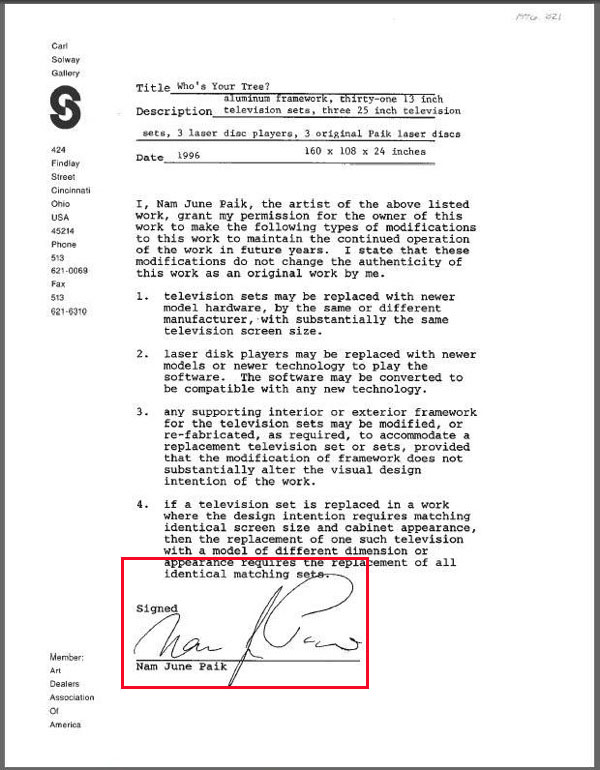 1996.021
Carl
Solway
Gallery
S
424
Findlay
Street
Cincinnati
Ohio
USA
45214
Phone
513
621-0069
Fax
513
621-6310
Title Who's Your Tree?
aluminum framework, thirty-one 13 inch
Description television sets, three 25 inch television
sets, 3 laser disc players, 3 original Paik laser discs
Date 1996 160 x 108 x 24 inches
I, Nam June Paik, the artist of the above listed
work, grant my permission for the owner of this
work to make the following types of modifications
to this work to maintain the continued operation
of the work in future years. I state that these
modifications do not change the authenticity of
this work as an original work by me.
1. television sets may be replaced with newer
model hardware, by the same or different
manufacturer, with substantially the same
television screen size.
2. laser disk players may be replaced with newer
models or newer technology to play the
software. The software may be converted to
be compatible with any new technology.
3. any supporting interior or exterior framework
for the television sets may be modified, or
re-fabricated, as required, to accommodate a
replacement television set or sets, provided
that the modification of framework does not
substantially alter the visual design
intention of the work.
4. if a television set is replaced in a work
where the design intention requires matching
identical screen size and cabinet appearance,
then the replacement of one such television
with a model of different dimension or
appearance requires the replacement of all
identical matching sets.
Signed
Nam J Paik
Nam June Paik
Member:
Art
Dealers
Association
Of
America